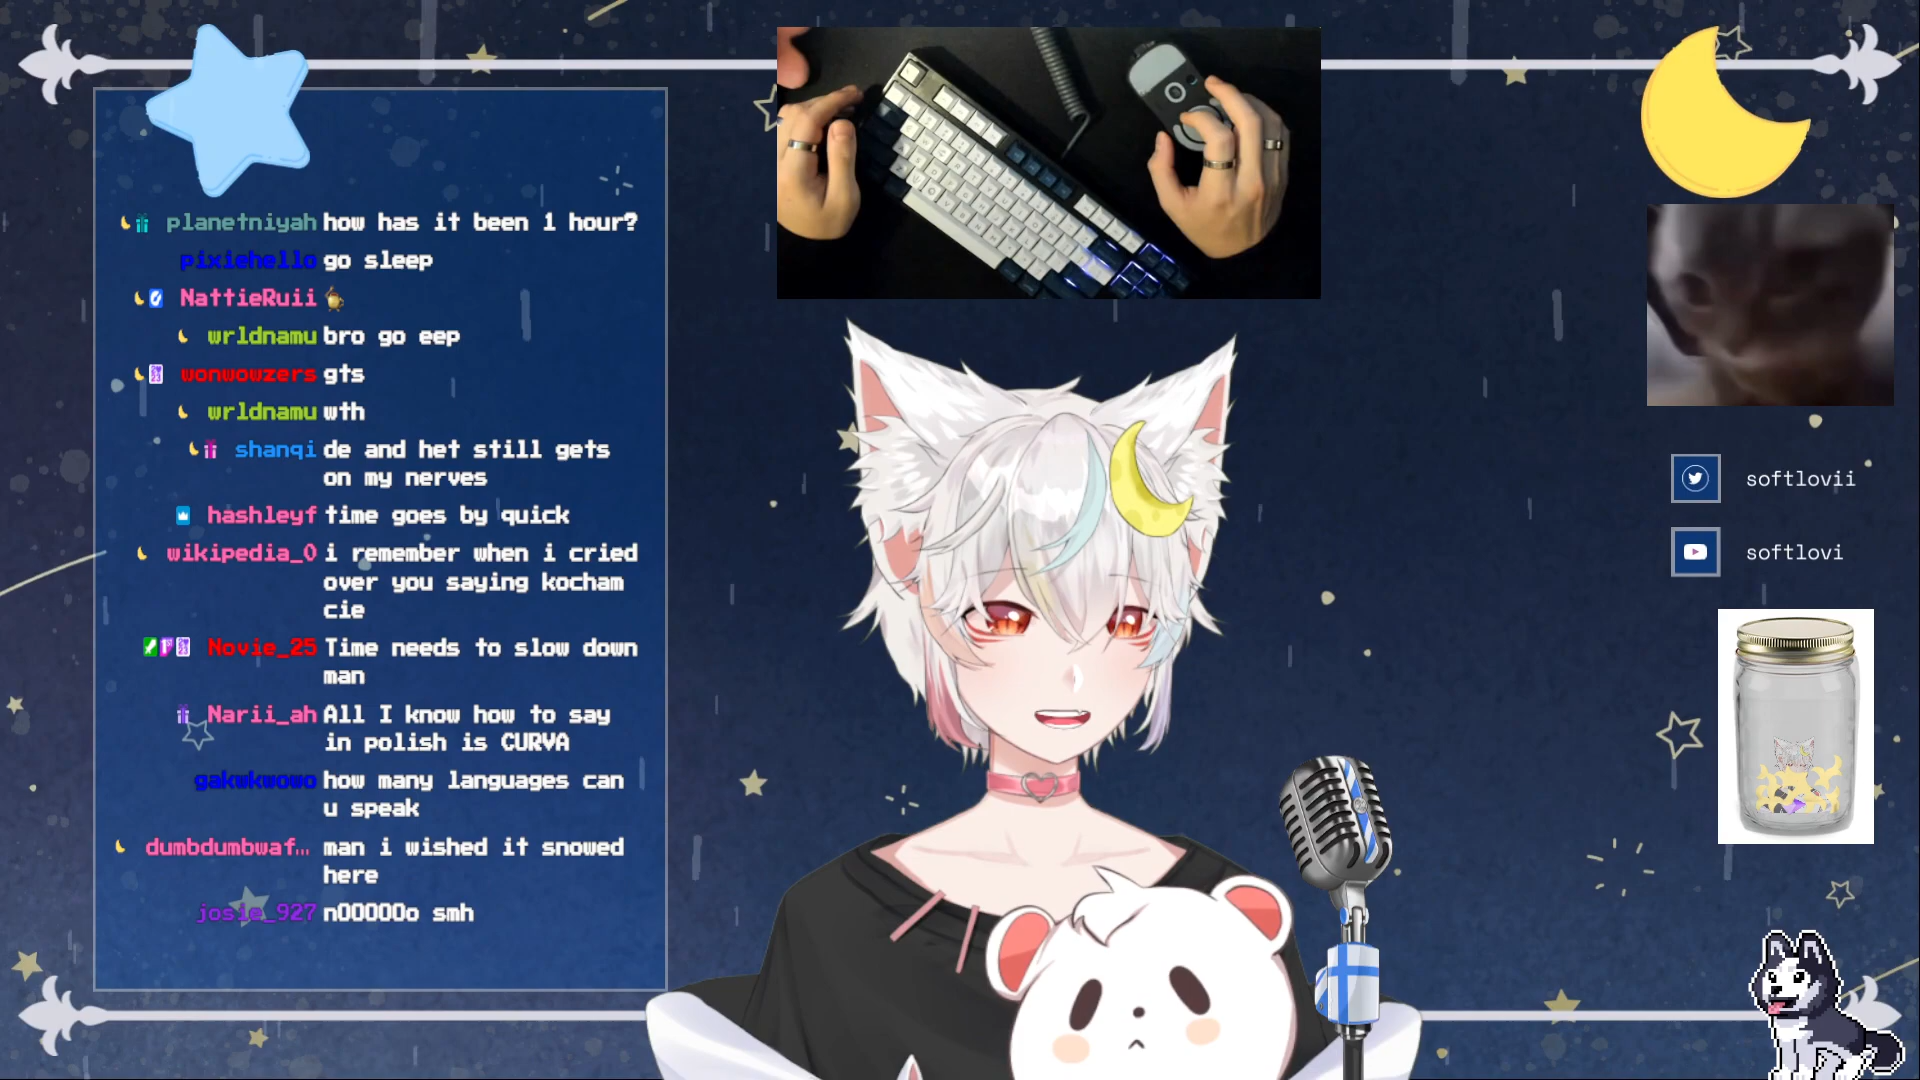 planetniyah how has it been 1 hour?
pixiehello go sleep
NattieRuii
wrldnamu bro go eep
wonwowzers gts
wrldnamu wth
shanqi de and het still gets
on my nerves
hashleyf time goes by quick
wikipedia_0 i remember when i cried
over you saying kocham
cie
Novie_25 Time needs to slow down
man
Narii_ah All I know how to say
in polish is CURVA
gakwkwowo how many languages can
u speak
dumbdumbwaf... man i wished it snowed
here
josie_927 n00000o smh
softlovii
softlovi